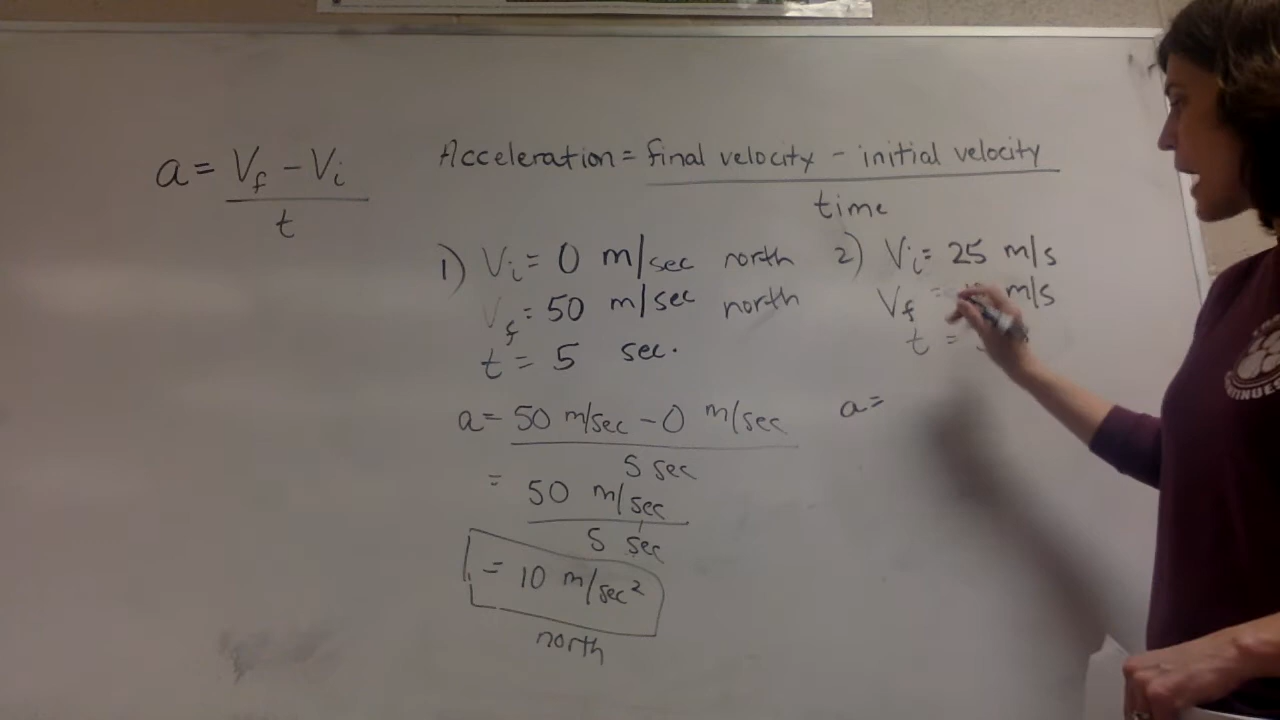 a = Vf - Vi
t
Acceleration = final velocity - initial velocity
time
1) Vi = 0 m/sec north
Vf = 50 m/sec north
t = 5 sec.
a = 50 m/sec - 0 m/sec
5 sec
= 50 m/sec
5 sec
= 10 m/sec²
north
2) Vi = 25 m/s
Vf = m/s
t =
a =